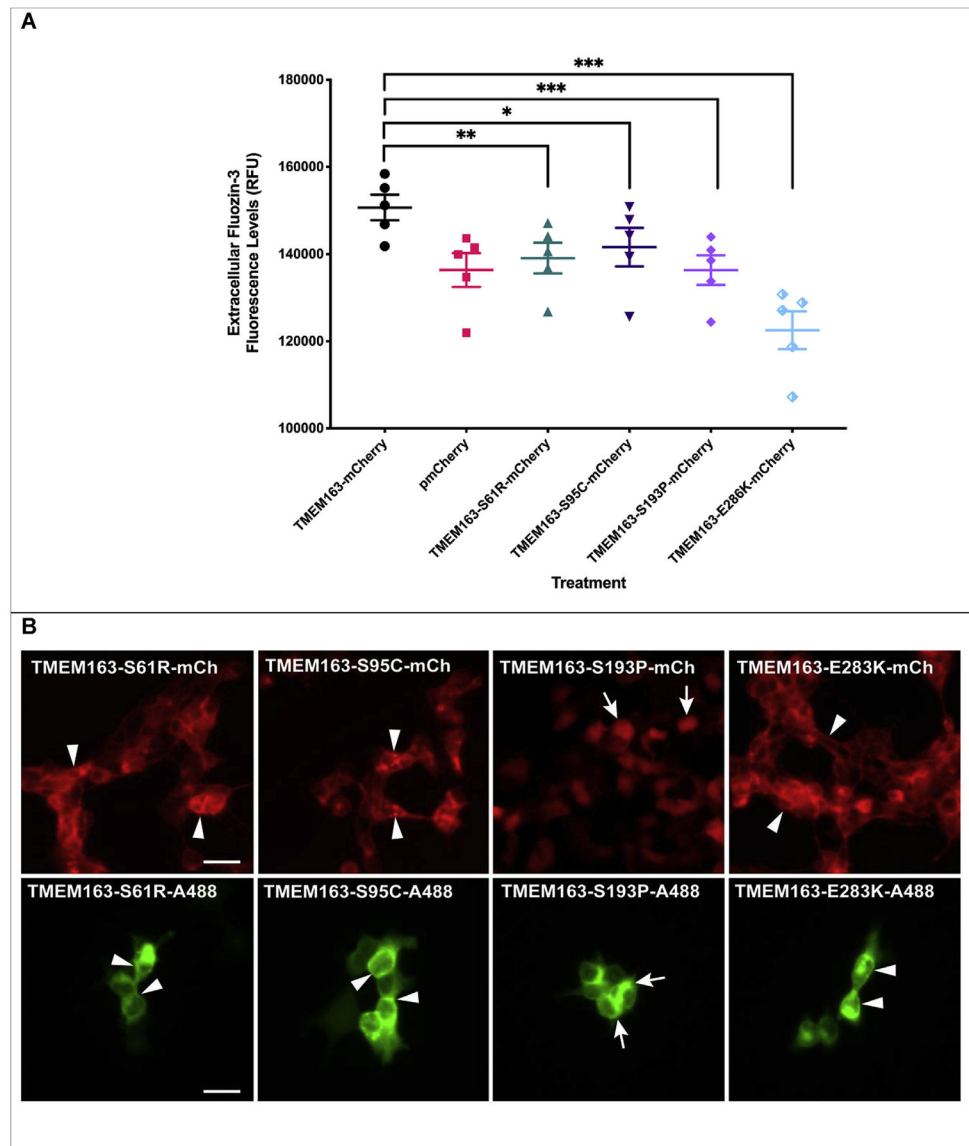 A
***
***
*
**
180000
160000
140000
120000
100000
Extracellular Fluozin-3
Fluorescence Levels (RFU)
TMEM163-mCherry
pmCherry
TMEM163-S61R-mCherry
TMEM163-S95C-mCherry
TMEM163-S193P-mCherry
TMEM163-E286K-mCherry
Treatment
B
TMEM163-S61R-mCh
TMEM163-S95C-mCh
TMEM163-S193P-mCh
TMEM163-E283K-mCh
TMEM163-S61R-A488
TMEM163-S95C-A488
TMEM163-S193P-A488
TMEM163-E283K-A488